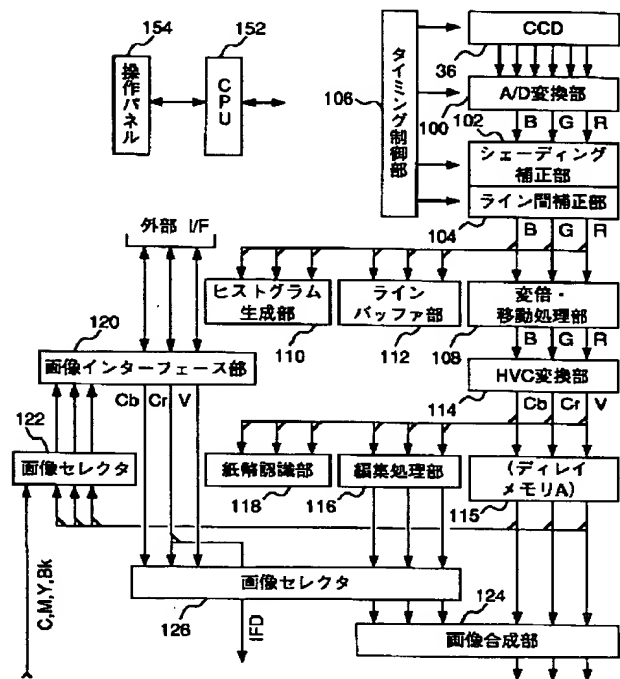 154
操作パネル
152
CPU
106
タイミング制御部
CCD
36
A/D変換部
100
B G R
102
シェーディング
補正部
ライン間補正部
104
B G R
外部 I/F
ヒストグラム
生成部
110
ライン
バッファ部
112
変倍・
移動処理部
108
B G R
120
画像インターフェース部
HVC変換部
114
Cb Cr V
Cb Cr V
122
画像セレクタ
紙幣認識部
118
編集処理部
116
(ディレイ
メモリA)
115
C,M,Y,Bk
画像セレクタ
126
IFD
124
画像合成部